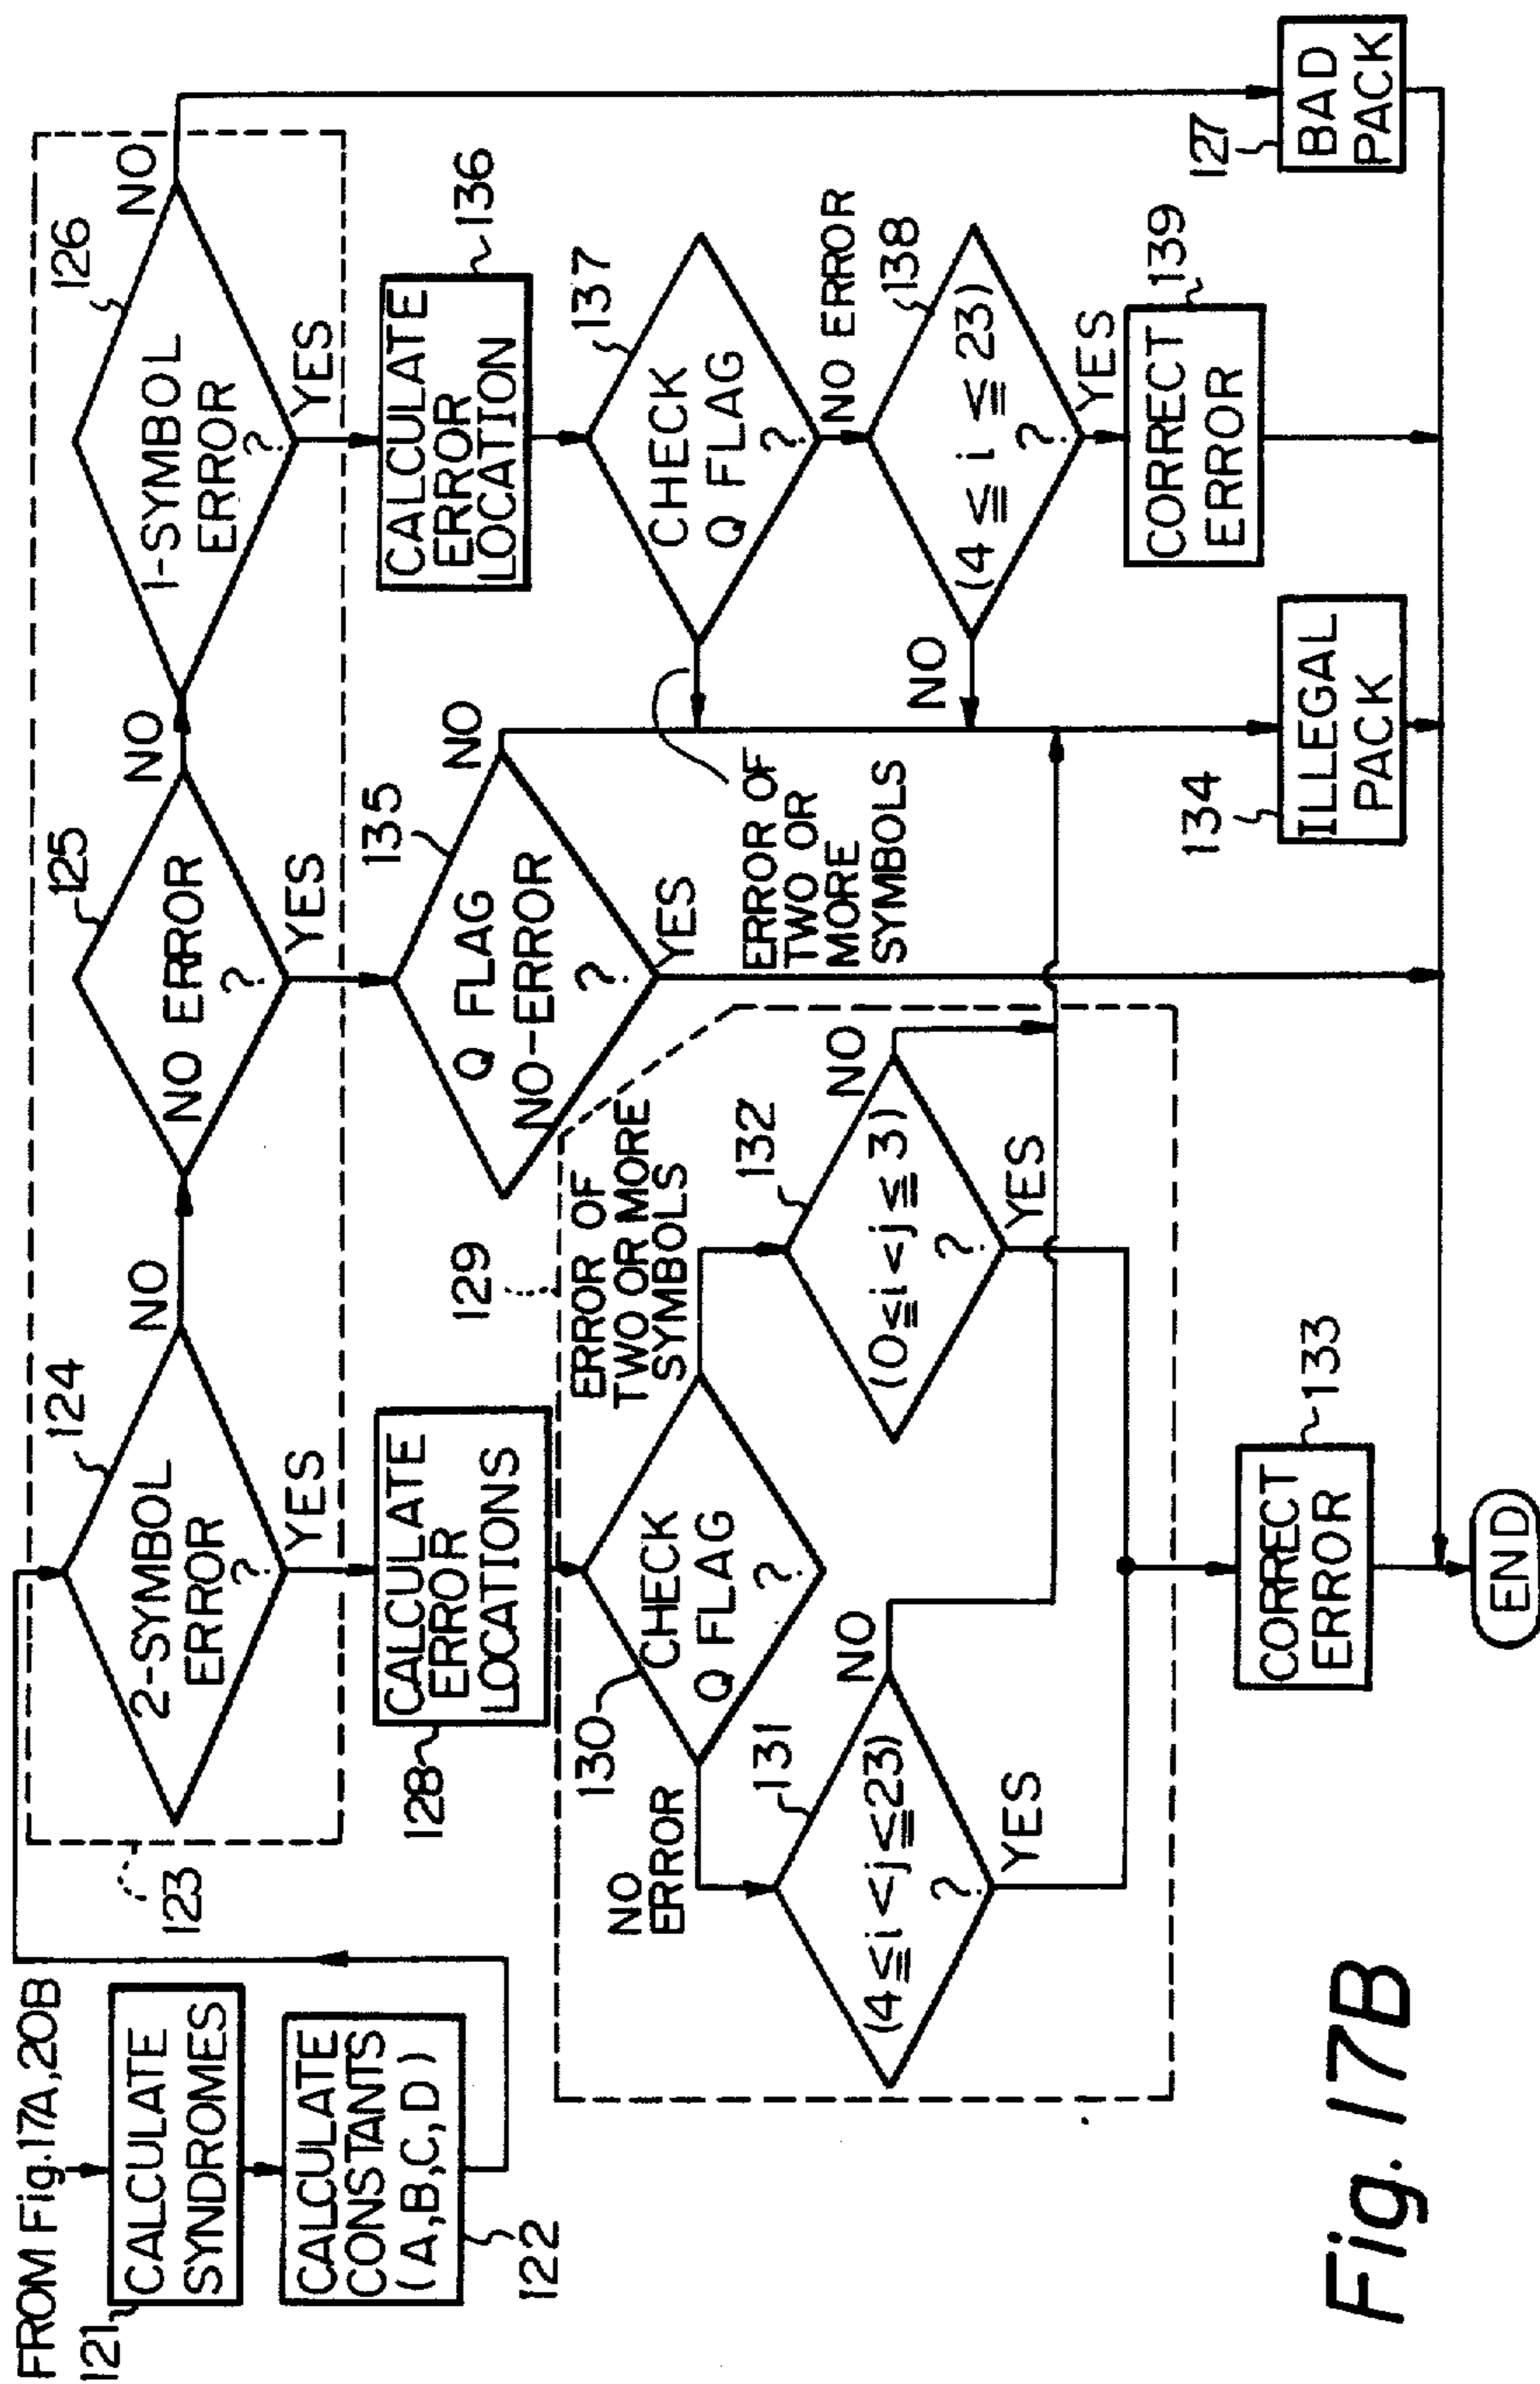 FROM Fig.17A,20B
121
CALCULATE
SYNDROMES
CALCULATE
CONSTANTS
(A,B,C,D)
122
123
124
2-SYMBOL
ERROR
?
NO
YES
125
NO ERROR
?
NO
YES
126
1-SYMBOL
ERROR
?
NO
YES
128
CALCULATE
ERROR
LOCATIONS
129
130
CHECK
Q FLAG
?
NO
ERROR
ERROR OF
TWO OR MORE
SYMBOLS
131
(4≦i<j≦23)
?
NO
YES
132
(0≦i<j≦3)
?
NO
YES
CORRECT
ERROR
133
135
Q FLAG
NO-ERROR
?
NO
YES
136
CALCULATE
ERROR
LOCATION
137
CHECK
Q FLAG
?
NO ERROR
ERROR OF
TWO OR
MORE
SYMBOLS
138
(4≦i≦23)
?
NO
YES
139
CORRECT
ERROR
134
ILLEGAL
PACK
127
BAD
PACK
END
Fig. 17B